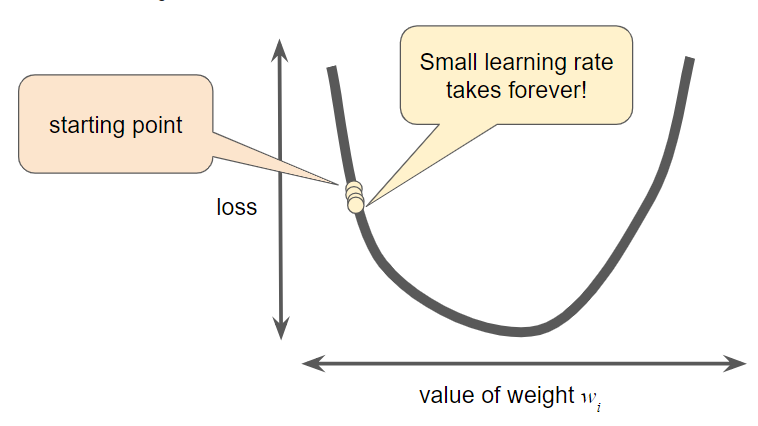 Small learning rate
takes forever!
starting point
loss
value of weight wᵢ